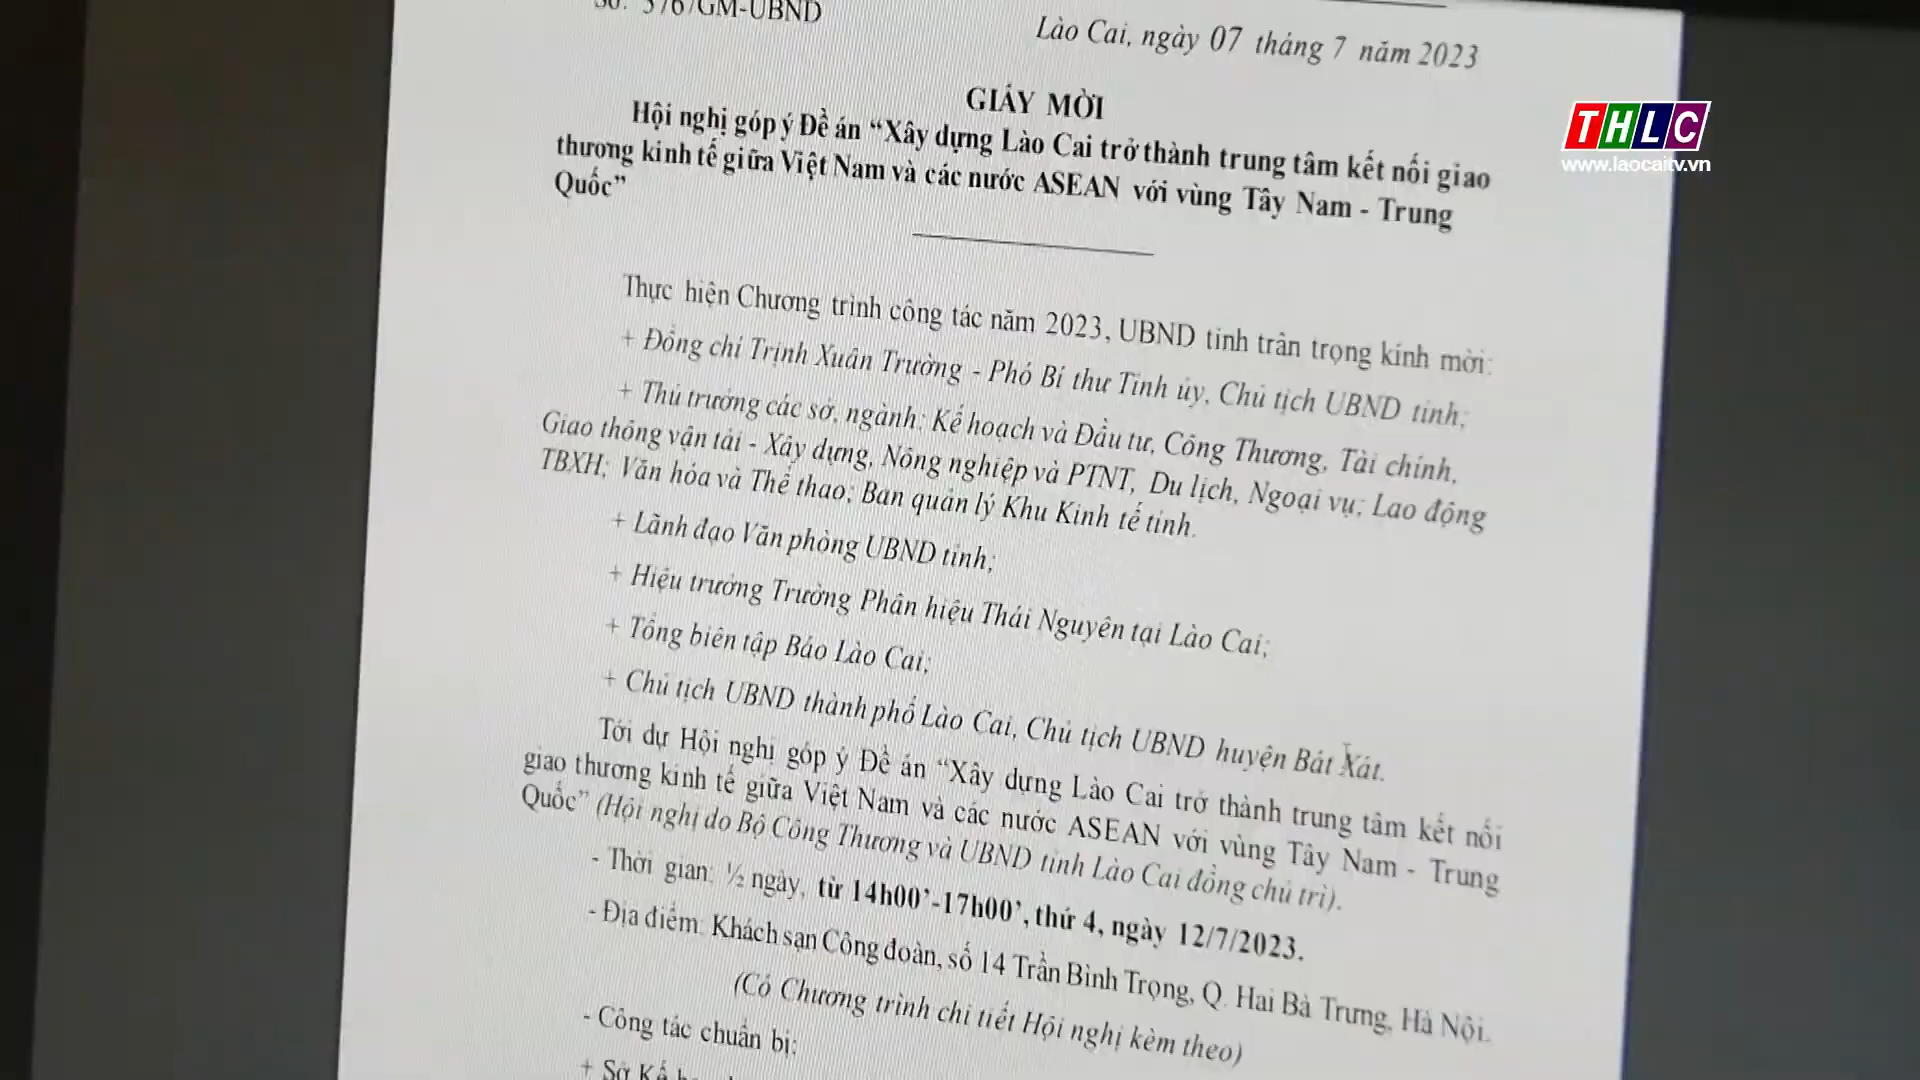 Số: 376/GM-UBND
Lào Cai, ngày 07 tháng 7 năm 2023
GIẤY MỜI
Hội nghị góp ý Đề án “Xây dựng Lào Cai trở thành trung tâm kết nối giao
thương kinh tế giữa Việt Nam và các nước ASEAN với vùng Tây Nam - Trung
Quốc”
THLC
www.laocaitv.vn
Thực hiện Chương trình công tác năm 2023, UBND tỉnh trân trọng kính mời:
+ Đồng chí Trịnh Xuân Trường - Phó Bí thư Tỉnh ủy, Chủ tịch UBND tỉnh;
+ Thủ trưởng các sở, ngành: Kế hoạch và Đầu tư, Công Thương, Tài chính,
Giao thông vận tải - Xây dựng, Nông nghiệp và PTNT, Du lịch, Ngoại vụ; Lao động
TBXH; Văn hóa và Thể thao; Ban quản lý Khu Kinh tế tỉnh.
+ Lãnh đạo Văn phòng UBND tỉnh;
+ Hiệu trưởng Trường Phân hiệu Thái Nguyên tại Lào Cai;
+ Tổng biên tập Báo Lào Cai;
+ Chủ tịch UBND thành phố Lào Cai, Chủ tịch UBND huyện Bát Xát.
Tới dự Hội nghị góp ý Đề án “Xây dựng Lào Cai trở thành trung tâm kết nối
giao thương kinh tế giữa Việt Nam và các nước ASEAN với vùng Tây Nam - Trung
Quốc” (Hội nghị do Bộ Công Thương và UBND tỉnh Lào Cai đồng chủ trì).
- Thời gian: ½ ngày, từ 14h00’-17h00’, thứ 4, ngày 12/7/2023.
- Địa điểm: Khách sạn Công đoàn, số 14 Trần Bình Trọng, Q. Hai Bà Trưng, Hà Nội.
(Có Chương trình chi tiết Hội nghị kèm theo)
- Công tác chuẩn bị:
+ Sở Kế